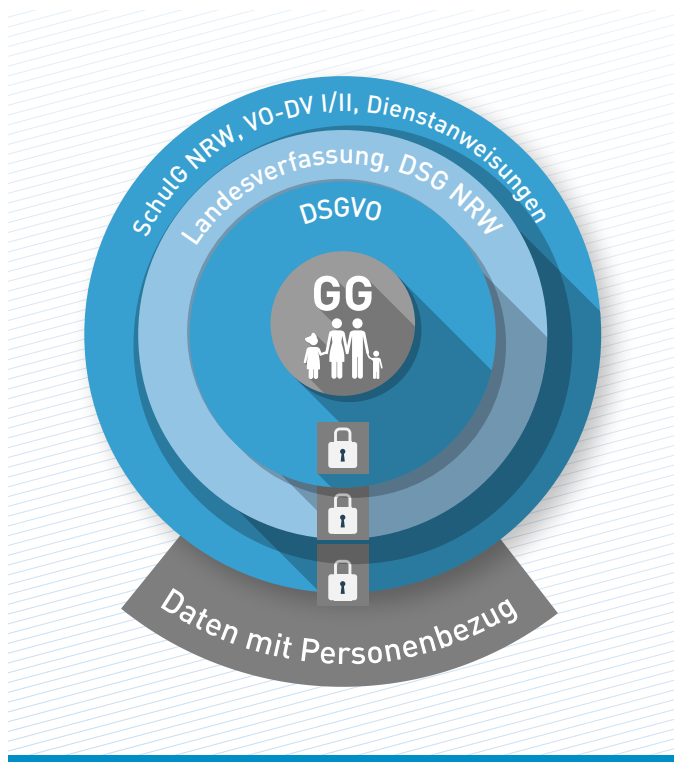 SchulG NRW, VO-DV I/II, Dienstanweisungen
Landesverfassung, DSG NRW
DSGVO
GG
Daten mit Personenbezug